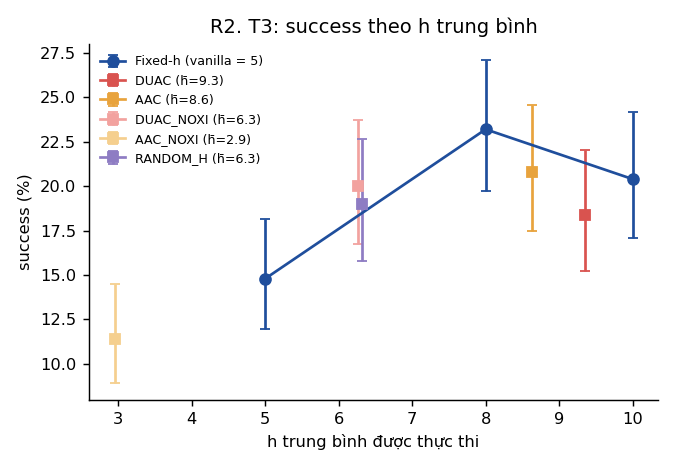 R2. T3: success theo h trung bình
27.5
25.0
22.5
20.0
17.5
15.0
12.5
10.0
success (%)
Fixed-h (vanilla = 5)
DUAC (h̄=9.3)
AAC (h̄=8.6)
DUAC_NOXI (h̄=6.3)
AAC_NOXI (h̄=2.9)
RANDOM_H (h̄=6.3)
3 4 5 6 7 8 9 10
h trung bình được thực thi